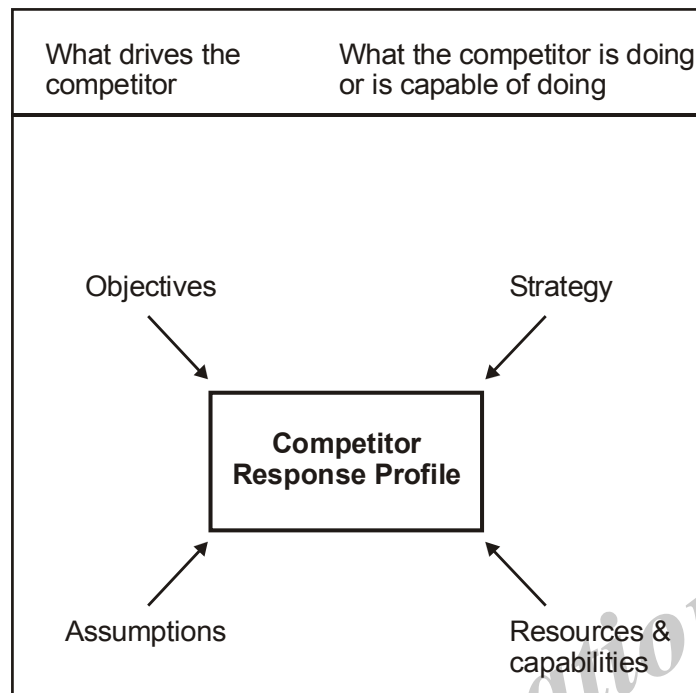 What drives the
competitor
What the competitor is doing
or is capable of doing
Objectives
Strategy
Competitor
Response Profile
Assumptions
Resources &
capabilities